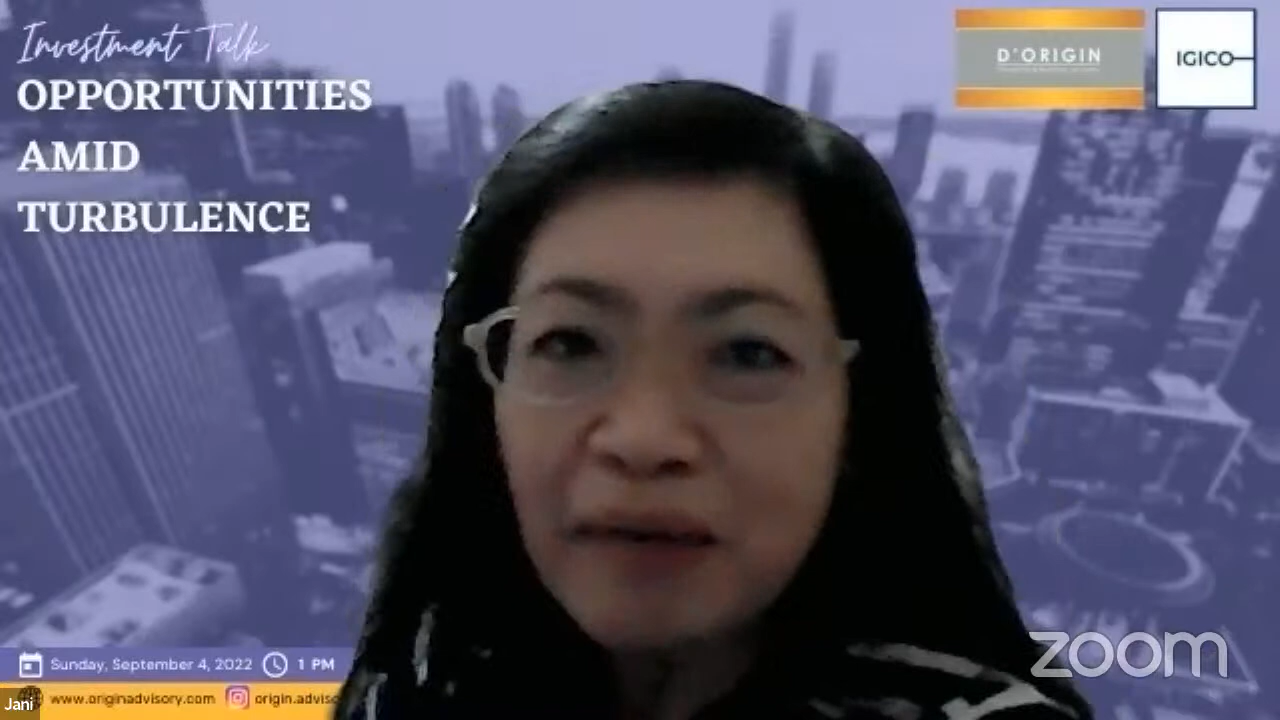 Investment Talk
OPPORTUNITIES
AMID
TURBULENCE
D'ORIGIN
IGICO
Sunday, September 4, 2022 1 PM
www.originadvisory.com origin.adviso
Jani
zoom